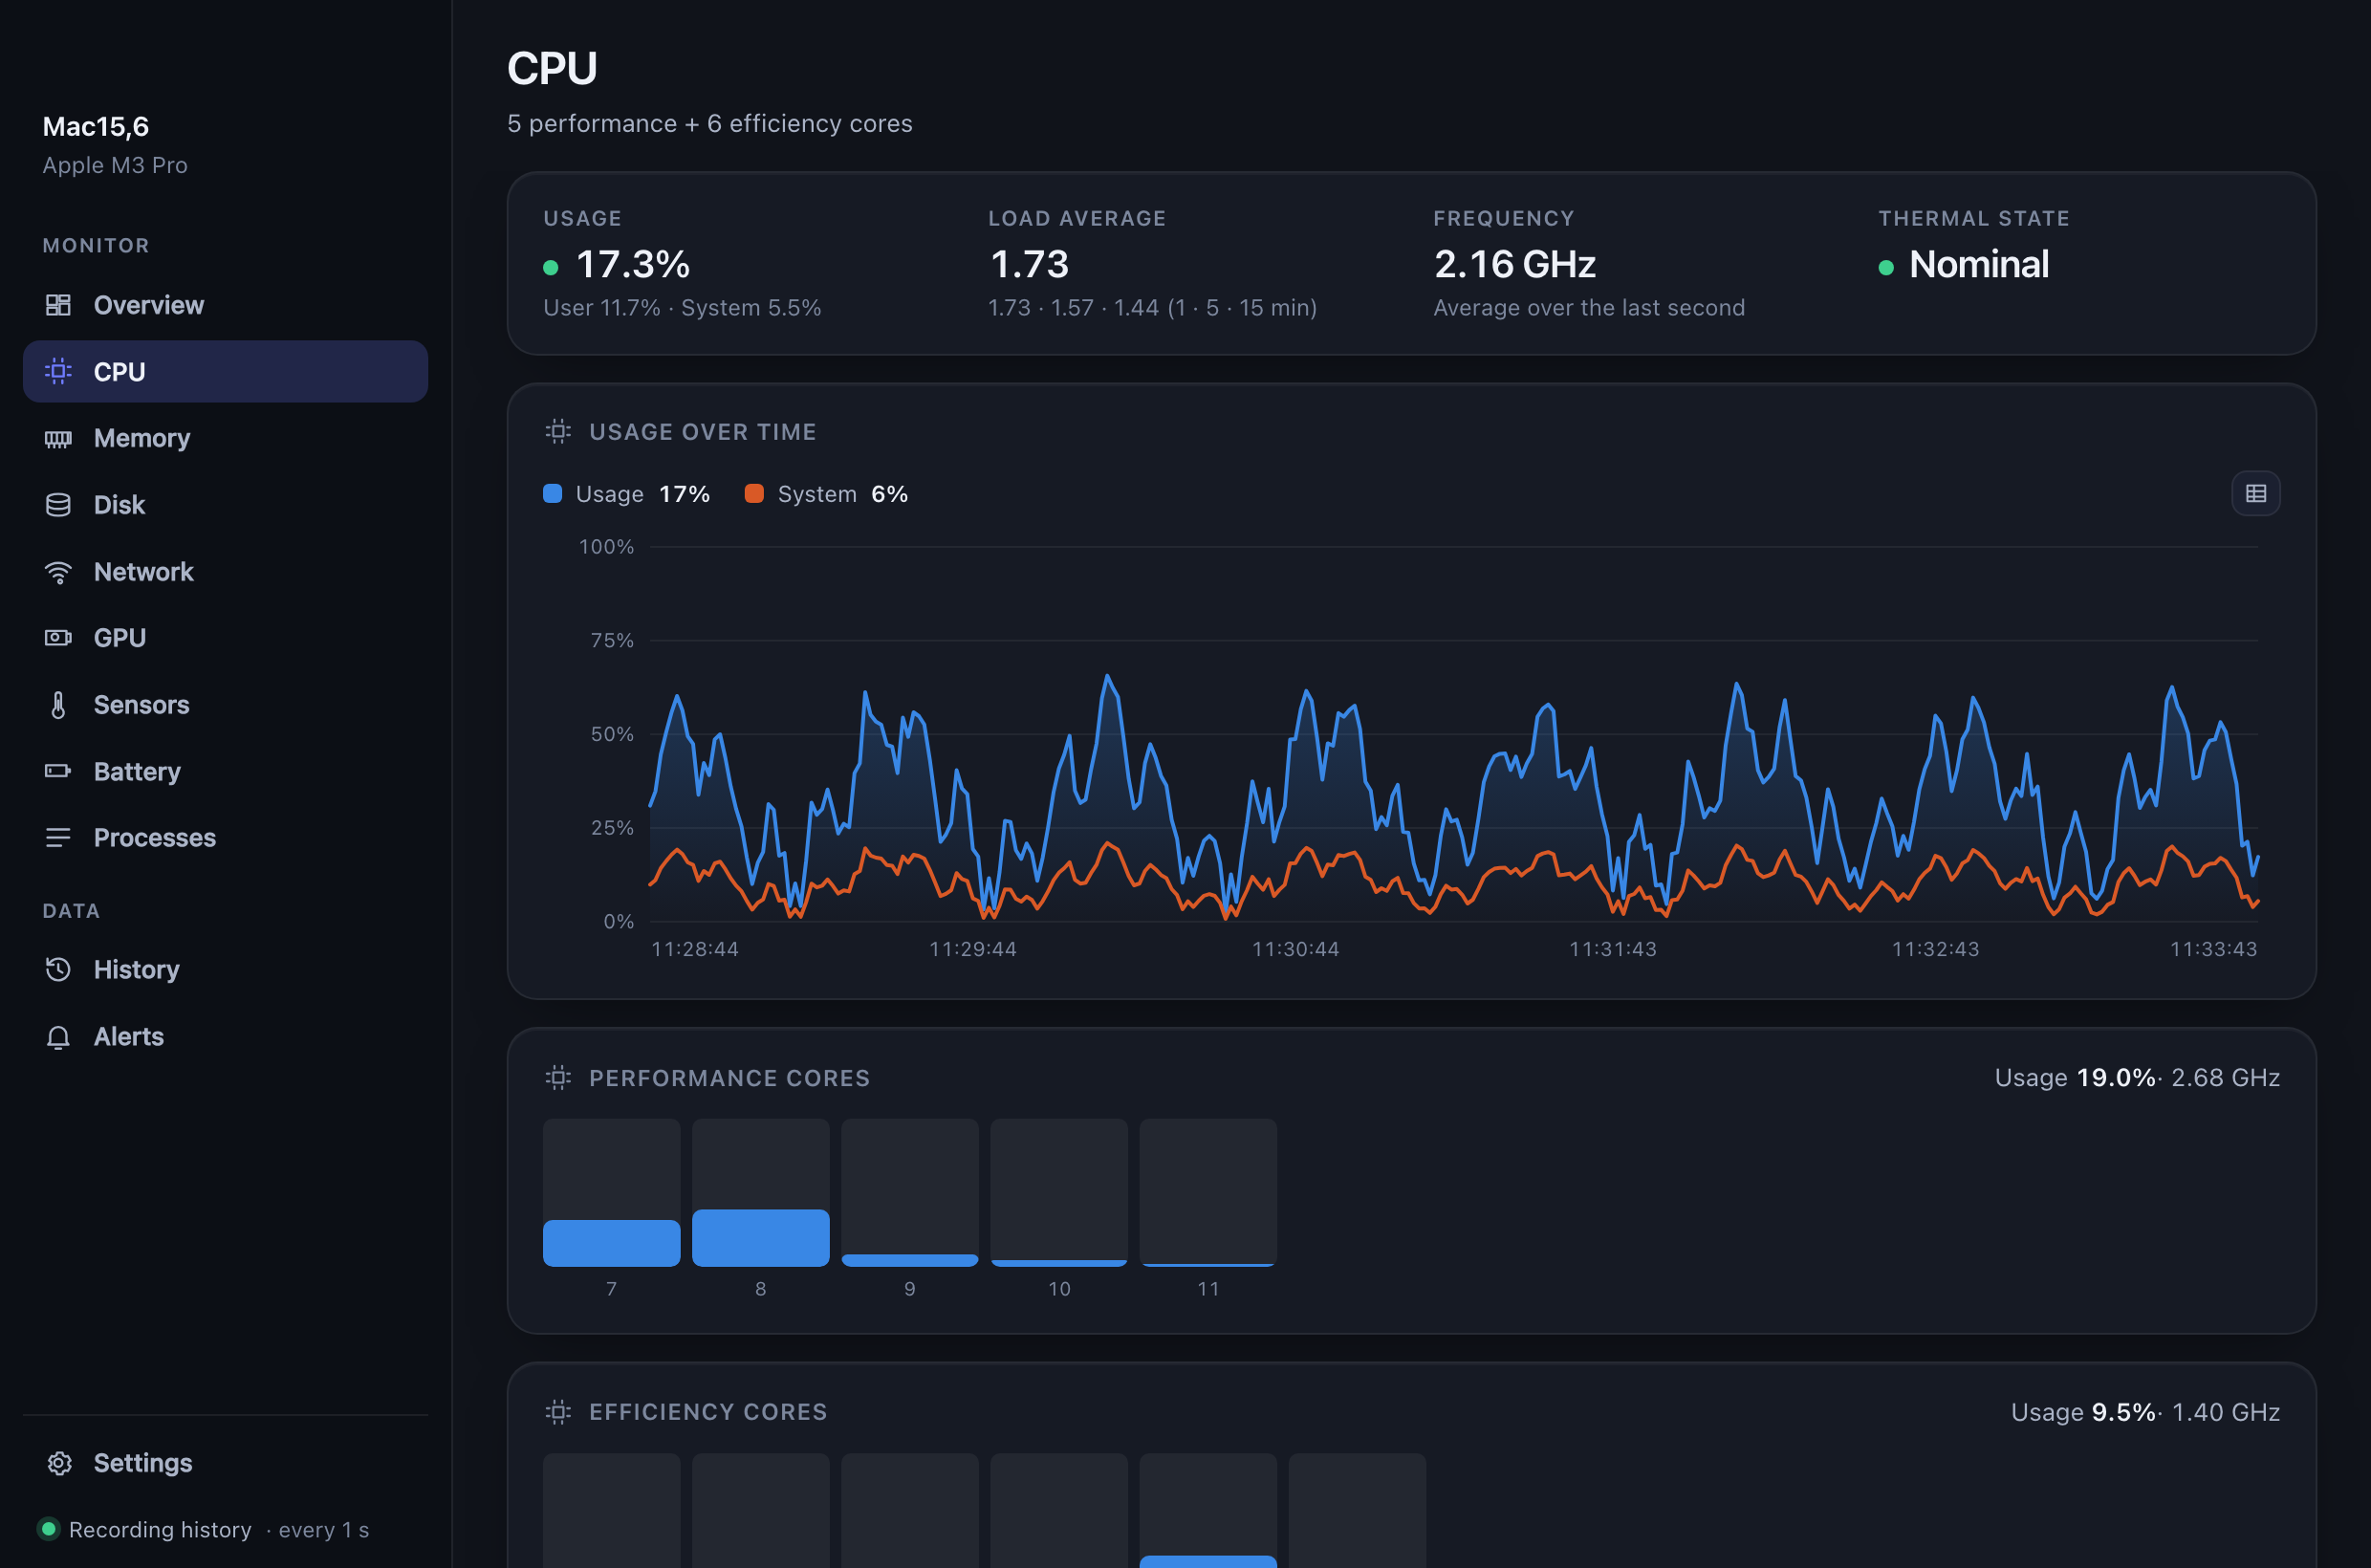 Mac15,6
Apple M3 Pro
MONITOR
Overview
CPU
Memory
Disk
Network
GPU
Sensors
Battery
Processes
DATA
History
Alerts
Settings
Recording history · every 1 s
CPU
5 performance + 6 efficiency cores
USAGE
17.3%
User 11.7% · System 5.5%
LOAD AVERAGE
1.73
1.73 · 1.57 · 1.44 (1 · 5 · 15 min)
FREQUENCY
2.16 GHz
Average over the last second
THERMAL STATE
Nominal
USAGE OVER TIME
Usage 17% System 6%
100%
75%
50%
25%
0%
11:28:44 11:29:44 11:30:44 11:31:43 11:32:43 11:33:43
PERFORMANCE CORES
Usage 19.0%· 2.68 GHz
7 8 9 10 11
EFFICIENCY CORES
Usage 9.5%· 1.40 GHz